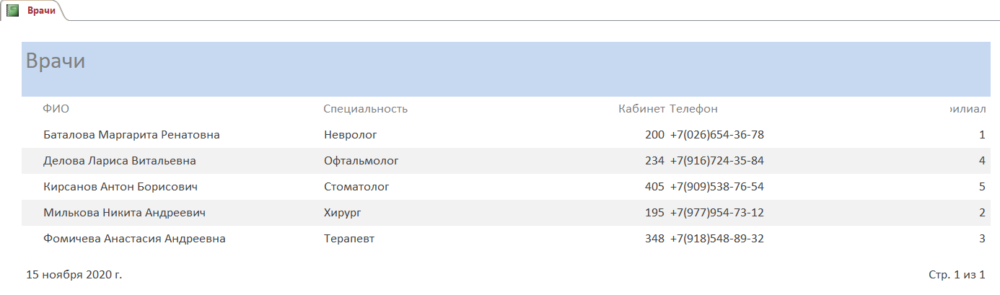 Врачи
Врачи
ФИО Специальность Кабинет Телефон илиал
Баталова Маргарита Ренатовна Невролог 200 +7(026)654-36-78 1
Делова Лариса Витальевна Офтальмолог 234 +7(916)724-35-84 4
Кирсанов Антон Борисович Стоматолог 405 +7(909)538-76-54 5
Милькова Никита Андреевич Хирург 195 +7(977)954-73-12 2
Фомичева Анастасия Андреевна Терапевт 348 +7(918)548-89-32 3
15 ноября 2020 г. Стр. 1 из 1